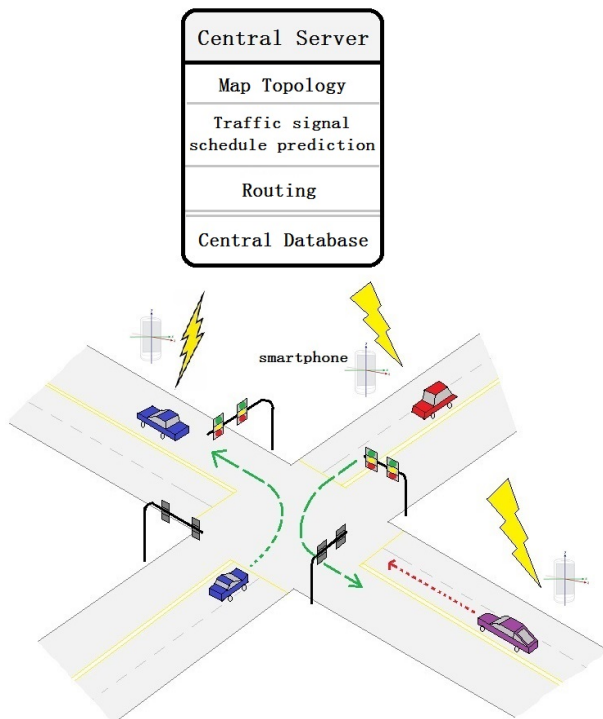 Central Server
Map Topology
Traffic signal
schedule prediction
Routing
Central Database
smartphone